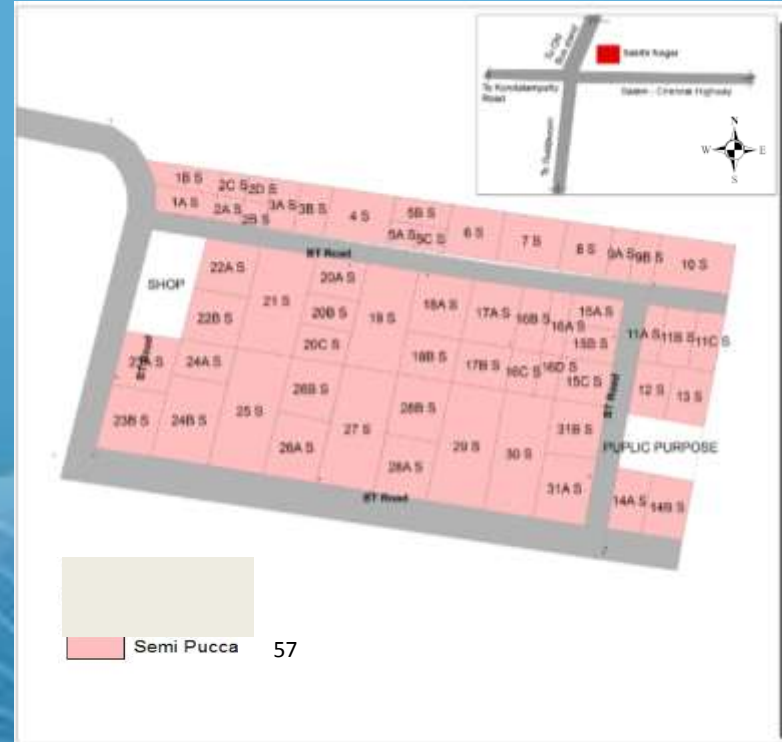 To Old
Bus stand
Sakthi Nagar
To Kondalampatty
Road
Salem - Chennai Highway
N
W E
S
1B S 2C S 2D S
1A S 2A S 2B S 3A S 3B S 4 S 5B S
5A S 5C S 6 S 7 S 8 S 9A S 9B S 10 S
BT Road
SHOP
22A S 21 S 20A S 19 S 18A S 17A S 16B S 16A S 15A S
22B S 20B S 15B S
20C S 18B S 17B S 16C S 16D S 15C S
11A S 11B S 11C S
12 S 13 S
BT Road
23A S 24A S
23B S 24B S 25 S 26B S 27 S 28B S 29 S 30 S 31B S
26A S 28A S 31A S
BT Road
PUPLIC PURPOSE
14A S 14B S
BT Road
Semi Pucca 57